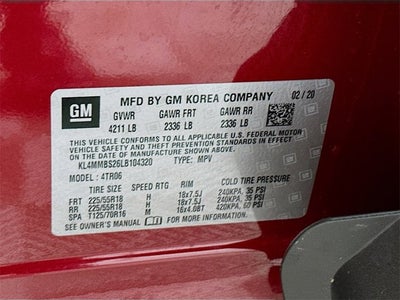 GM MFD BY GM KOREA COMPANY 02/20
GVWR GAWR FRT GAWR RR
4211 LB 2336 LB 2336 LB
THIS VEHICLE CONFORMS TO ALL APPLICABLE U.S. FEDERAL MOTOR
VEHICLE SAFETY, BUMPER, AND THEFT PREVENTION STANDARDS IN
EFFECT ON THE DATE OF MANUFACTURE SHOWN ABOVE.
KL4MMBS26LB104320 TYPE: MPV
MODEL: 4TR06
TIRE SIZE SPEED RTG RIM COLD TIRE PRESSURE
FRT 225/55R18 H 18x7.5J 240KPA, 35 PSI
RR 225/55R18 H 18x7.5J 240KPA, 35 PSI
SPA T125/70R16 M 16x4.00T 420KPA, 60 PSI
SEE OWNER'S MANUAL FOR MORE INFORMATION.